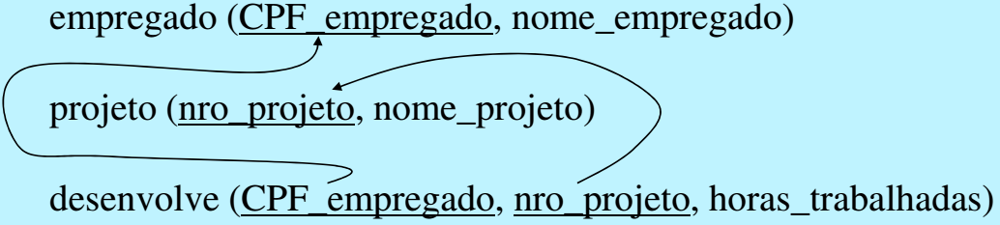 empregado (CPF_empregado, nome_empregado)
projeto (nro_projeto, nome_projeto)
desenvolve (CPF_empregado, nro_projeto, horas_trabalhadas)